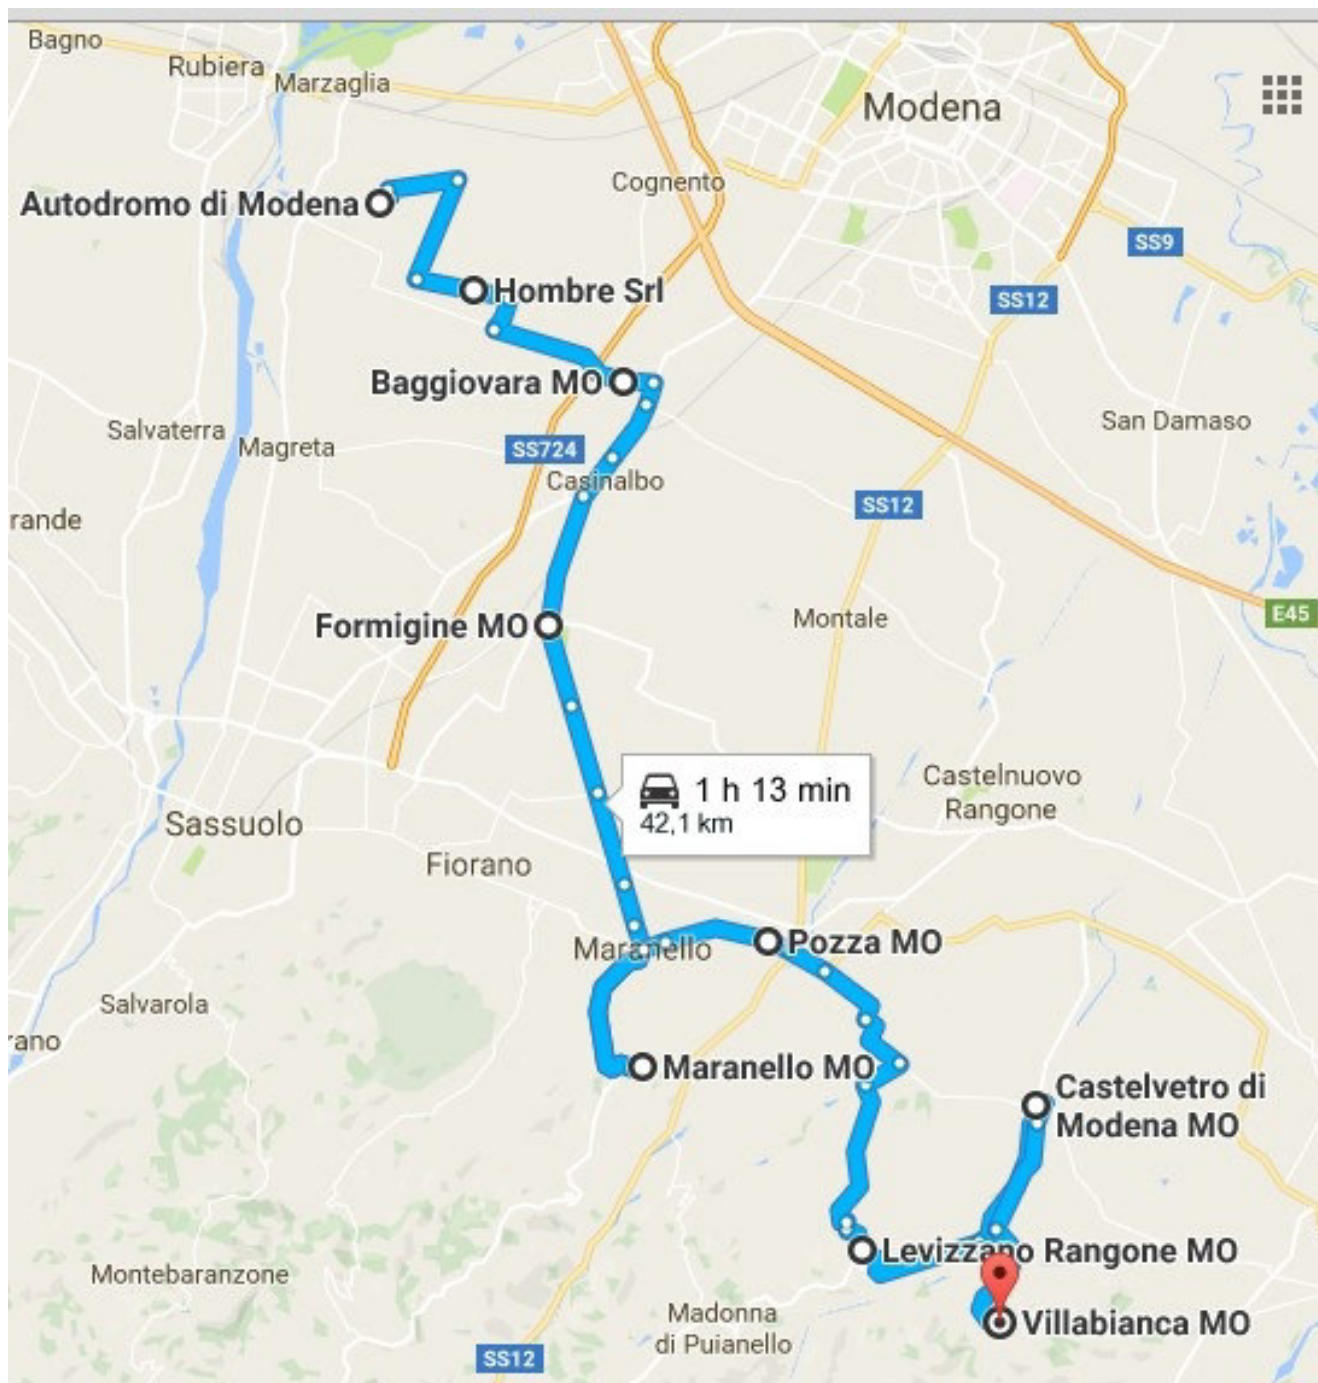 Bagno
Rubiera
Marzaglia
Modena
Cognento
Autodromo di Modena
SS9
Hombre Srl
SS12
Baggiovara MO
San Damaso
Salvaterra
Magreta
SS724
Casinalbo
SS12
rande
Montale
E45
Formigine MO
1 h 13 min
42,1 km
Castelnuovo
Rangone
Sassuolo
Fiorano
Maranello
Pozza MO
Salvarola
rano
Maranello MO
Castelvetro di
Modena MO
Levizzano Rangone MO
Montebaranzone
Madonna
di Puianello
Villabianca MO
SS12